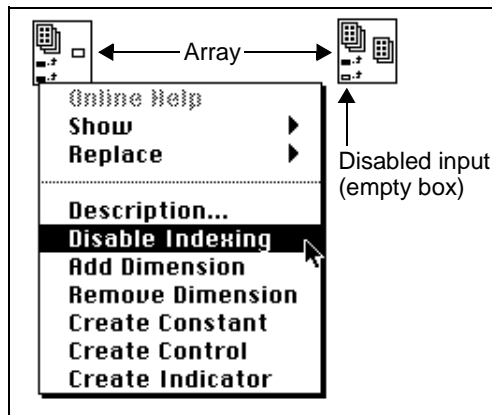 Array
Online Help
Show
Replace
Disabled input
(empty box)
Description...
Disable Indexing
Add Dimension
Remove Dimension
Create Constant
Create Control
Create Indicator